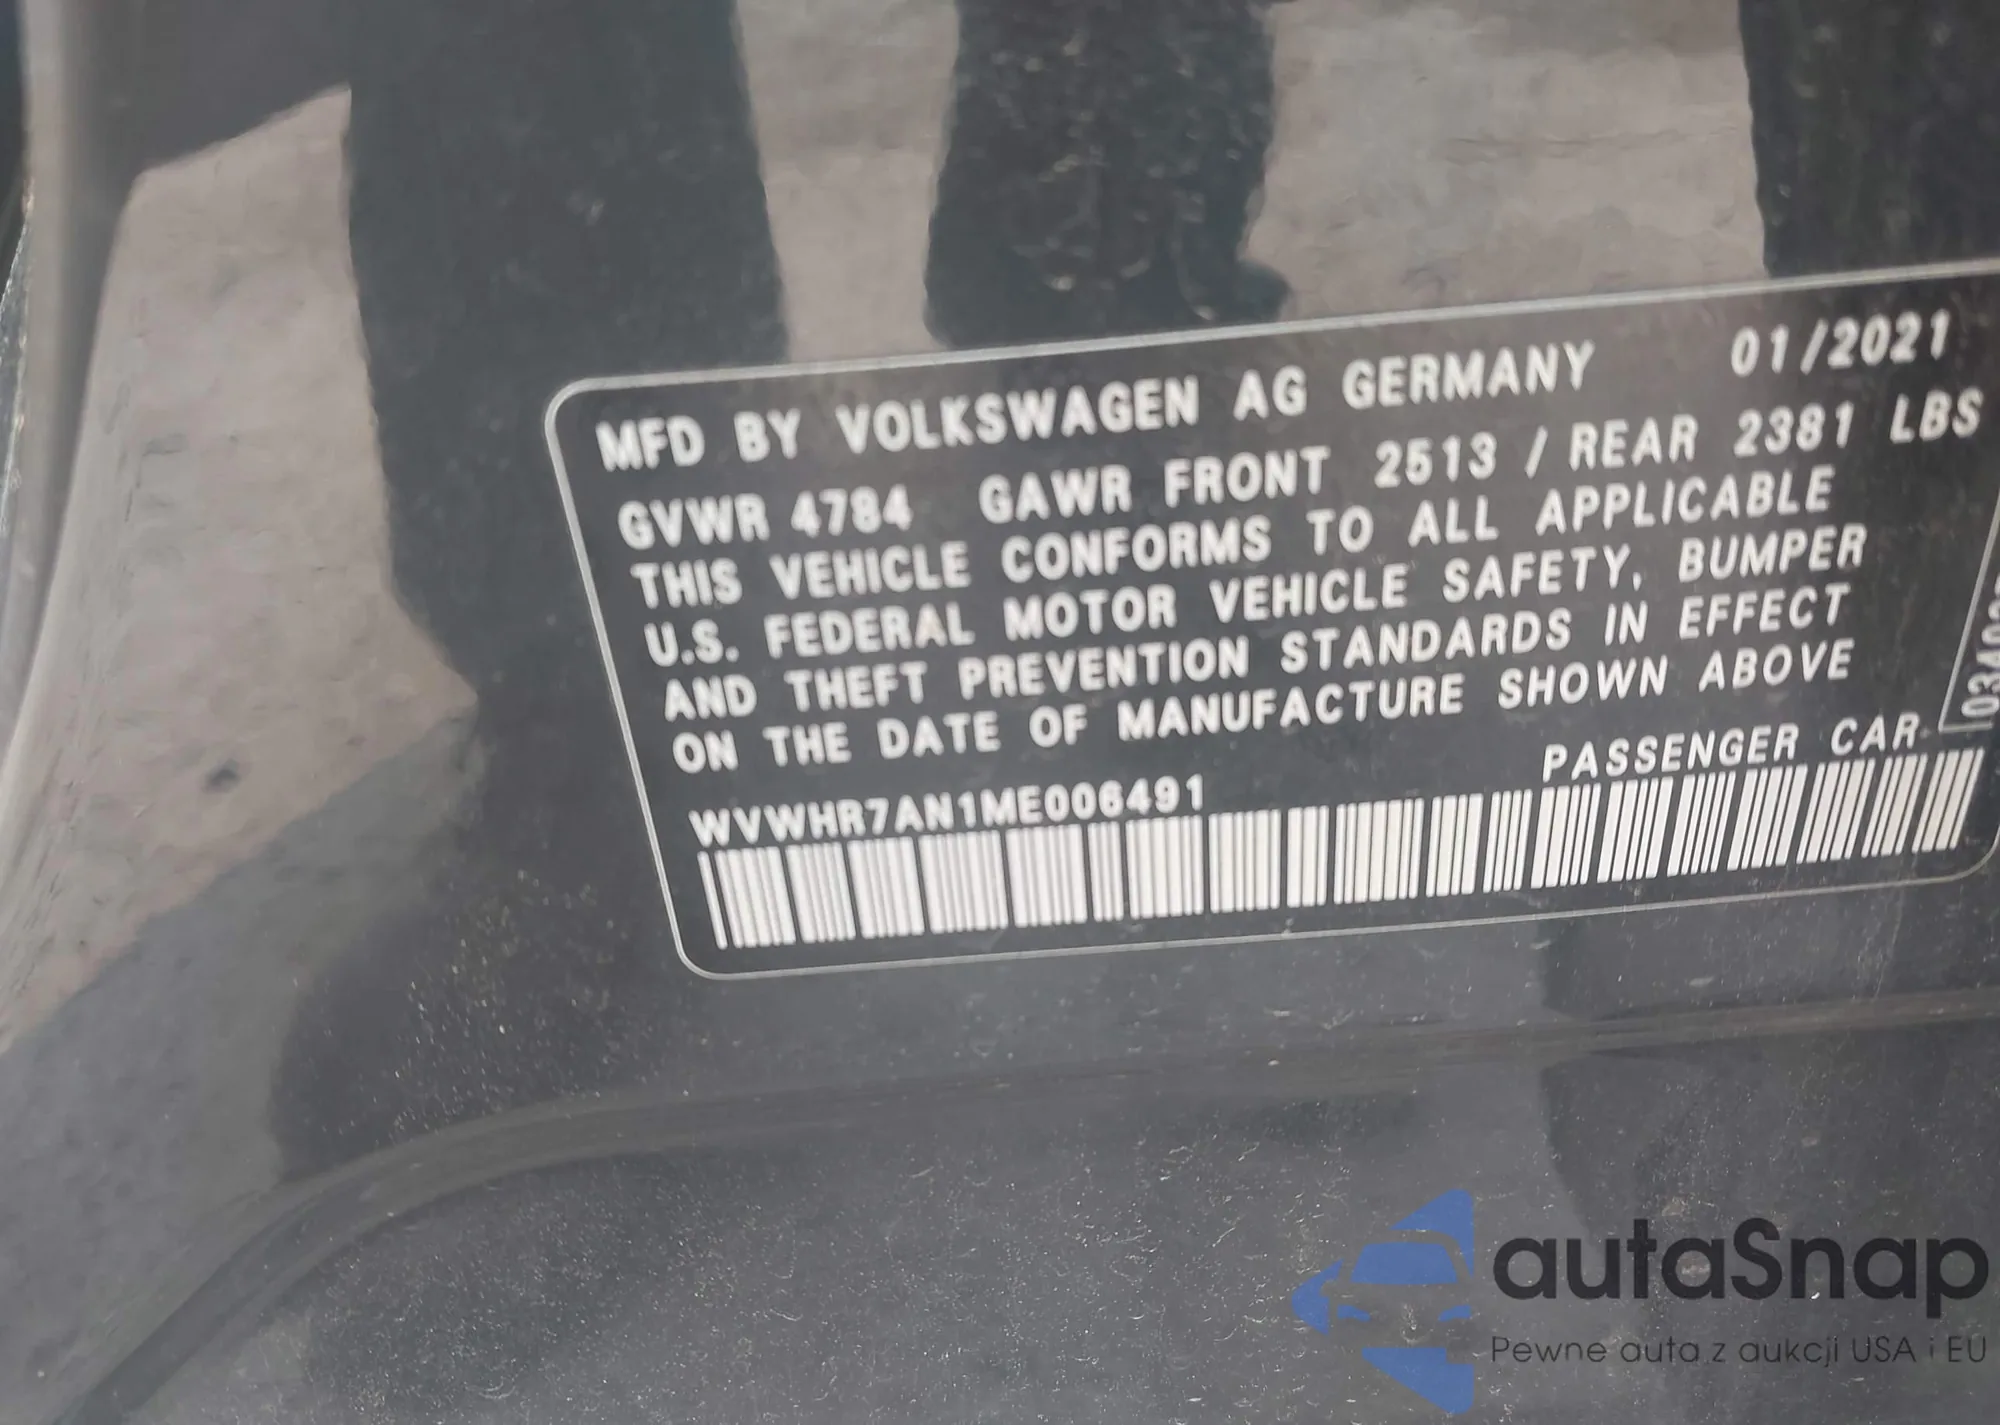 MFD BY VOLKSWAGEN AG GERMANY 01/2021
GVWR 4784 GAWR FRONT 2513 / REAR 2381 LBS
THIS VEHICLE CONFORMS TO ALL APPLICABLE
U.S. FEDERAL MOTOR VEHICLE SAFETY, BUMPER
AND THEFT PREVENTION STANDARDS IN EFFECT
ON THE DATE OF MANUFACTURE SHOWN ABOVE
WVWHR7AN1ME006491 PASSENGER CAR
autaSnap
Pewne auta z aukcji USA i EU